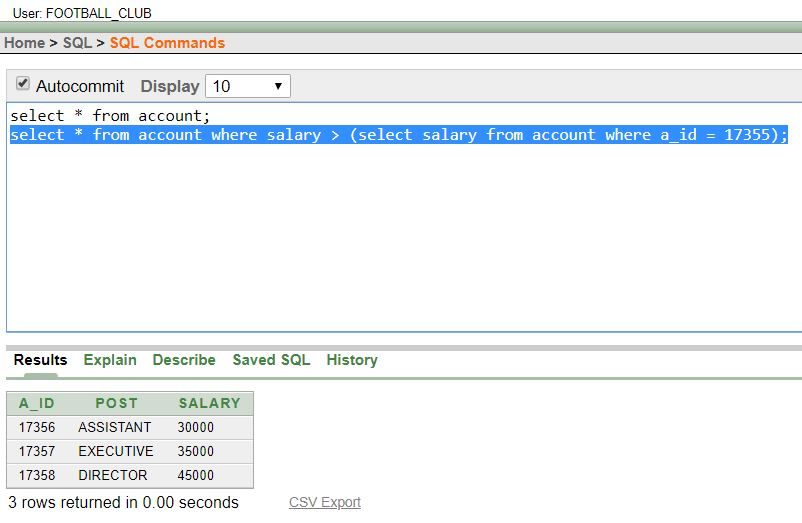 User: FOOTBALL_CLUB
Home > SQL > SQL Commands
Autocommit Display 10
select * from account;
select * from account where salary > (select salary from account where a_id = 17355);
Results Explain Describe Saved SQL History
A_ID POST SALARY
17356 ASSISTANT 30000
17357 EXECUTIVE 35000
17358 DIRECTOR 45000
3 rows returned in 0.00 seconds CSV Export